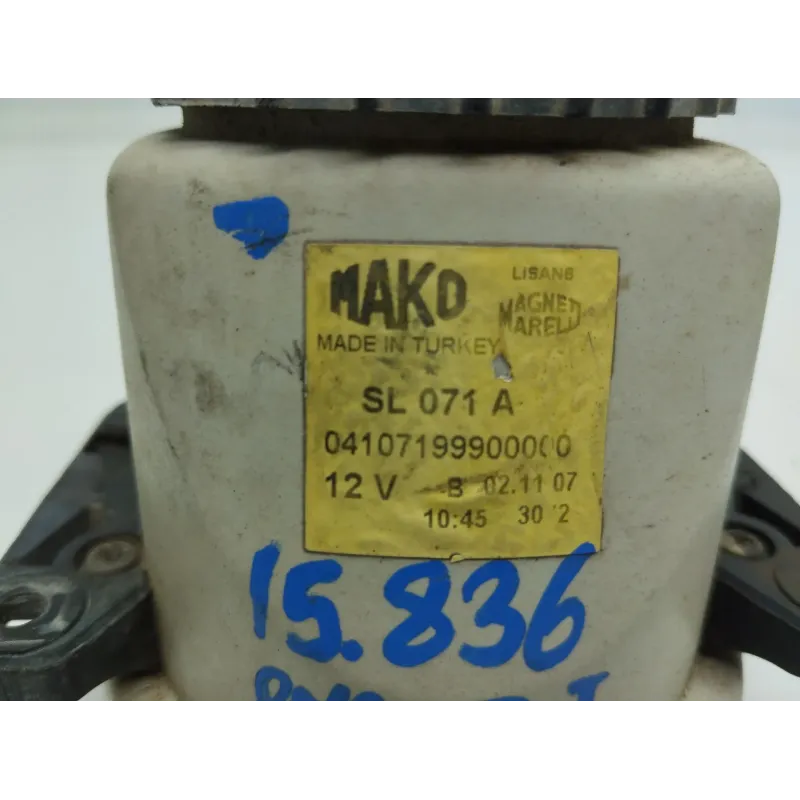 MAKO
LISANS
MAGNETI
MARELLI
MADE IN TURKEY
SL 071 A
04107199900000
12 V B 02.11 07
10:45 30 2
15.836